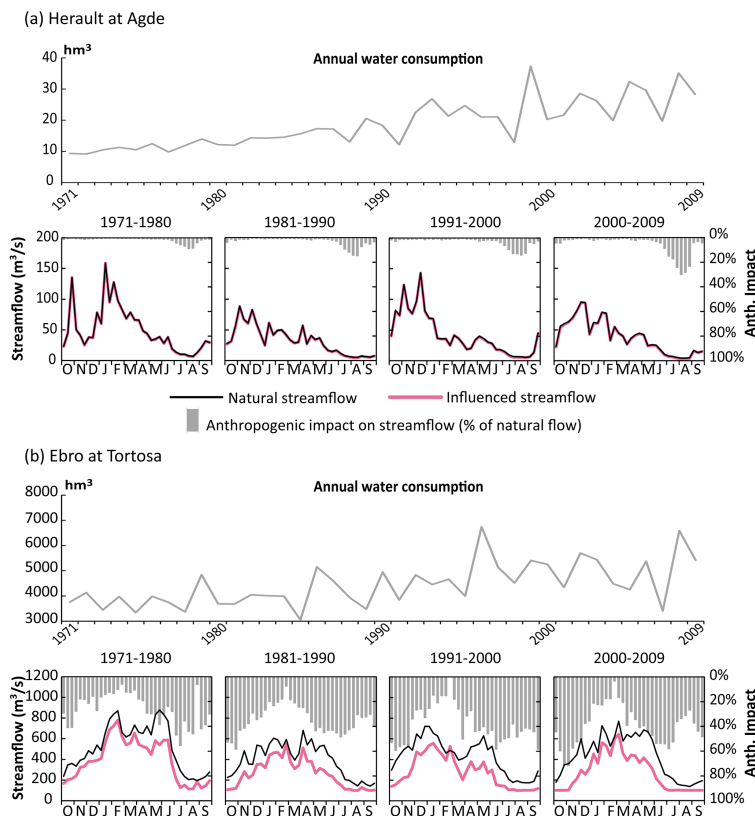 (a) Herault at Agde
hm³
Annual water consumption
40
30
20
10
0
1971
1980
1990
2000
2009
1971-1980
1981-1990
1991-2000
2000-2009
Streamflow (m³/s)
200
150
100
50
0
0%
20%
40%
60%
80%
100%
Anth. Impact
O N D J F M A M J J A S
O N D J F M A M J J A S
O N D J F M A M J J A S
O N D J F M A M J J A S
Natural streamflow
Influenced streamflow
Anthropogenic impact on streamflow (% of natural flow)
(b) Ebro at Tortosa
hm³
Annual water consumption
8000
7000
6000
5000
4000
3000
1971
1980
1990
2000
2009
1971-1980
1981-1990
1991-2000
2000-2009
Streamflow (m³/s)
1200
1000
800
600
400
200
0
0%
20%
40%
60%
80%
100%
Anth. Impact
O N D J F M A M J J A S
O N D J F M A M J J A S
O N D J F M A M J J A S
O N D J F M A M J J A S